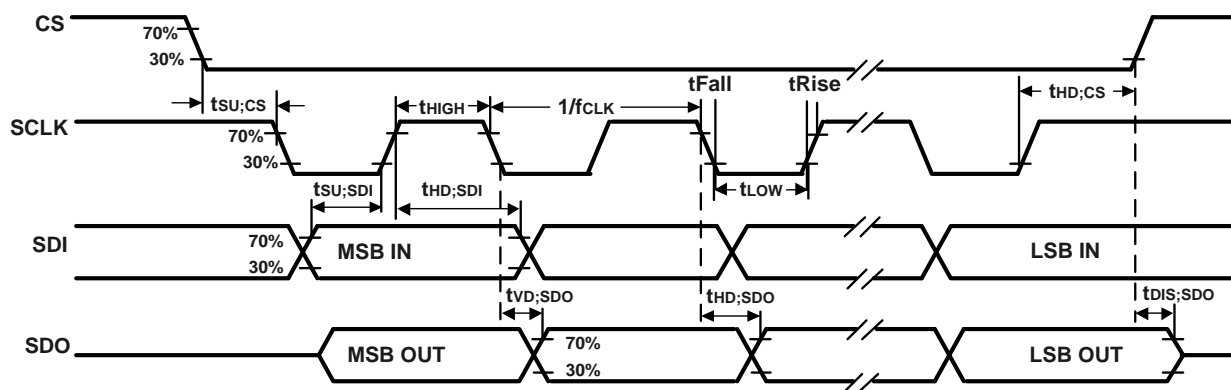 CS
70%
30%
tFall
tRise
tSU;CS
tHIGH
1/fCLK
tHD;CS
SCLK
70%
30%
70%
30%
tSU;SDI
tHD;SDI
tLOW
SDI
70%
30%
MSB IN
LSB IN
tVD;SDO
tHD;SDO
tDIS;SDO
SDO
MSB OUT
70%
30%
LSB OUT